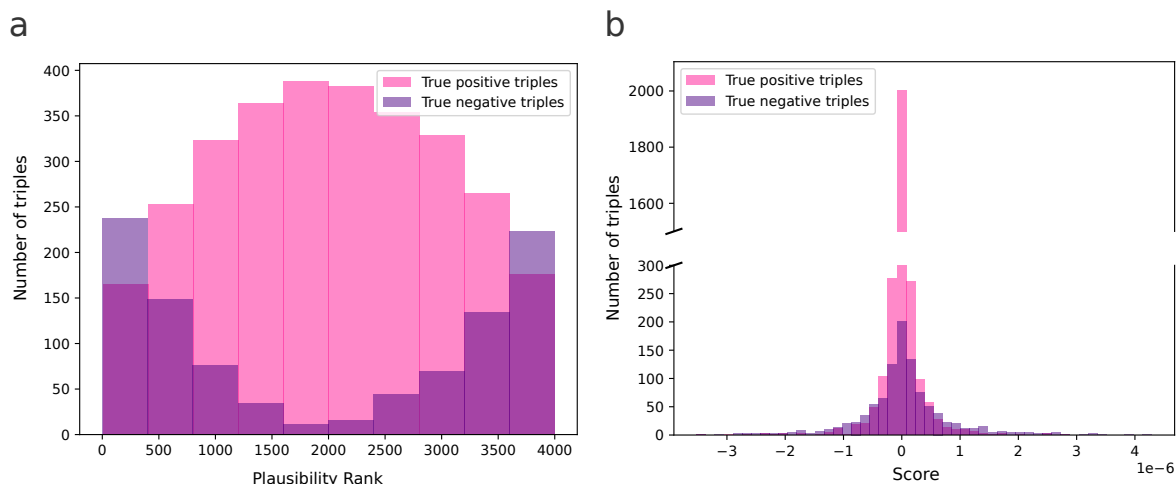 a
400
350
300
250
200
150
100
50
0
Number of triples
True positive triples
True negative triples
0 500 1000 1500 2000 2500 3000 3500 4000
Plausibility Rank
b
2000
1800
1600
300
250
200
150
100
50
0
Number of triples
True positive triples
True negative triples
−3 −2 −1 0 1 2 3 4
1e−6
Score